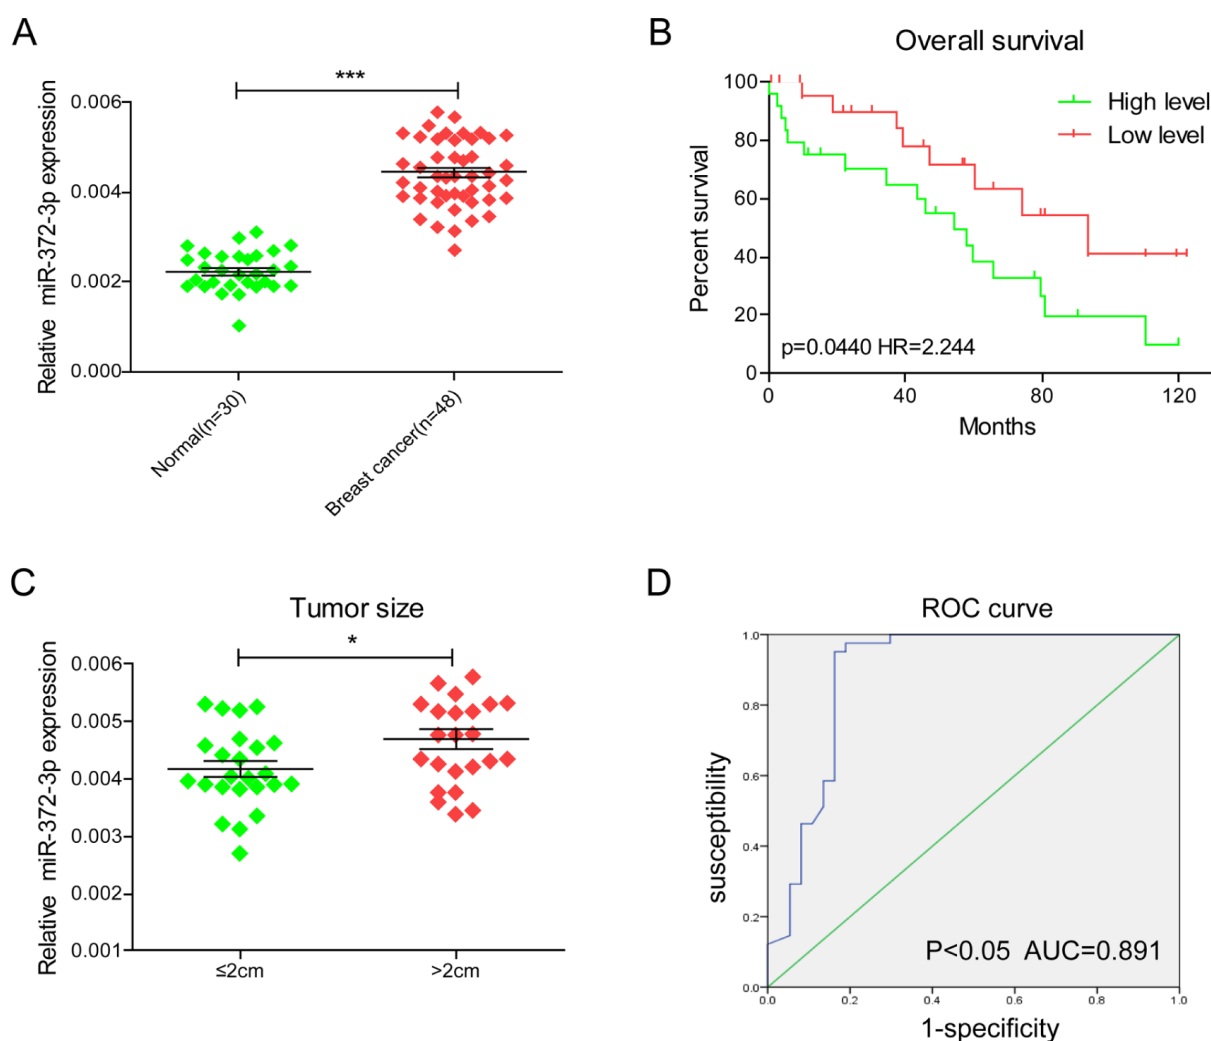 A
***
Relative miR-372-3p expression
0.006
0.004
0.002
0.000
Normal(n=30)
Breast cancer(n=48)
B
Overall survival
Percent survival
100
80
60
40
20
0
High level
Low level
p=0.0440 HR=2.244
0 40 80 120
Months
C
Tumor size
*
Relative miR-372-3p expression
0.006
0.005
0.004
0.003
0.002
0.001
≤2cm >2cm
D
ROC curve
susceptibility
1.0
0.8
0.6
0.4
0.2
0.0
P<0.05 AUC=0.891
0.0 0.2 0.4 0.6 0.8 1.0
1-specificity